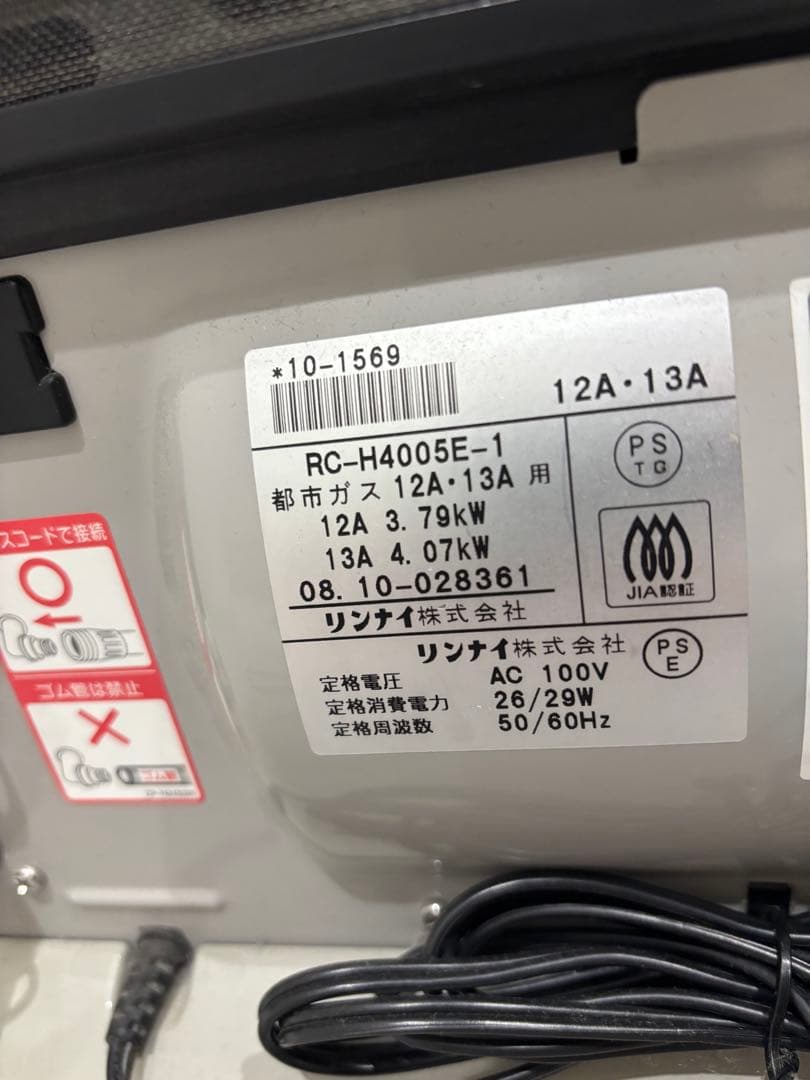 *10-1569
12A・13A
RC-H4005E-1
都市ガス 12A・13A 用
12A 3.79kW
13A 4.07kW
08.10-028361
リンナイ株式会社
PS
TG
JIA認証
リンナイ株式会社
PS
E
定格電圧 AC 100V
定格消費電力 26/29W
定格周波数 50/60Hz
スコードで接続
ゴム管は禁止
ゴム管